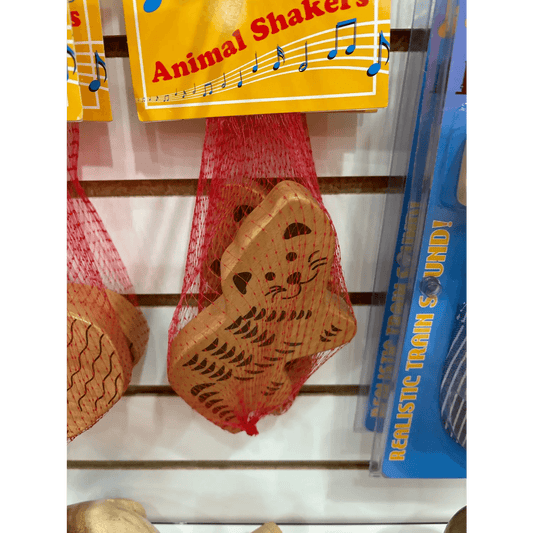 s
Animal Shakers
REALISTIC TRAIN SOUND!
REALISTIC TRAIN SOUND!